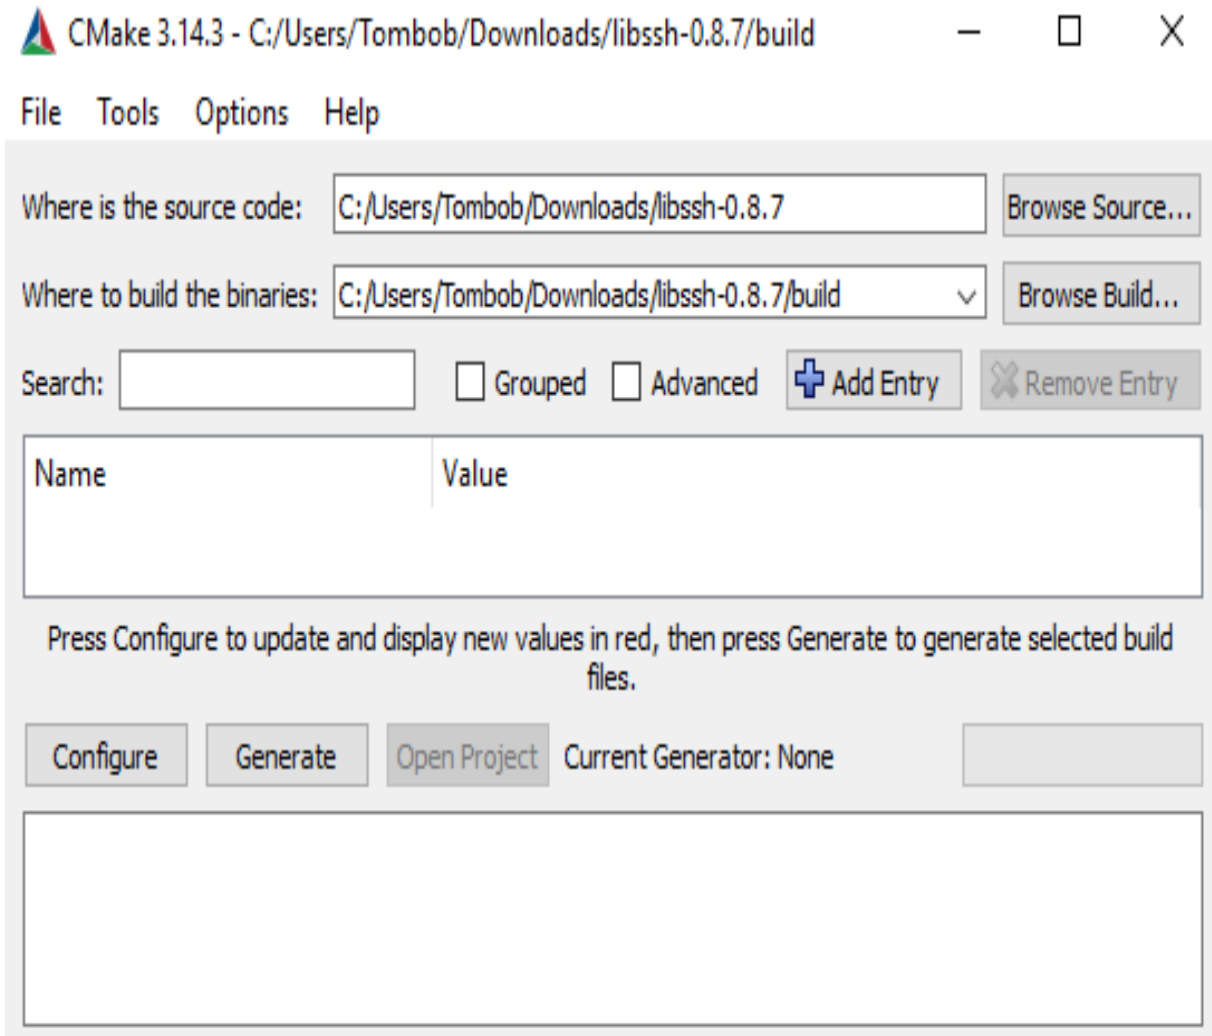 CMake 3.14.3 - C:/Users/Tombob/Downloads/libssh-0.8.7/build
File Tools Options Help
Where is the source code: C:/Users/Tombob/Downloads/libssh-0.8.7 Browse Source...
Where to build the binaries: C:/Users/Tombob/Downloads/libssh-0.8.7/build Browse Build...
Search: Grouped Advanced Add Entry Remove Entry
Name Value
Press Configure to update and display new values in red, then press Generate to generate selected build
files.
Configure Generate Open Project Current Generator: None